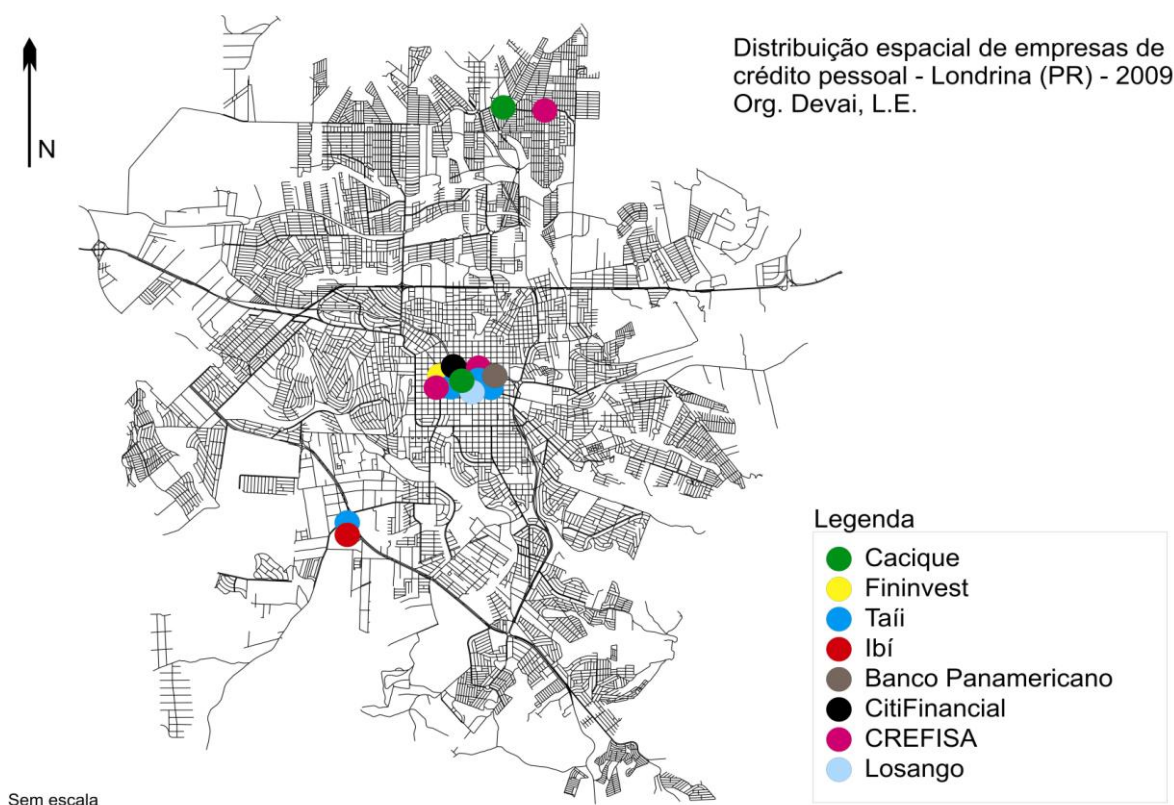 Distribuição espacial de empresas de
crédito pessoal - Londrina (PR) - 2009
Org. Devai, L.E.
N
Legenda
Cacique
Fininvest
Taíi
Ibí
Banco Panamericano
CitiFinancial
CREFISA
Losango
Sem escala